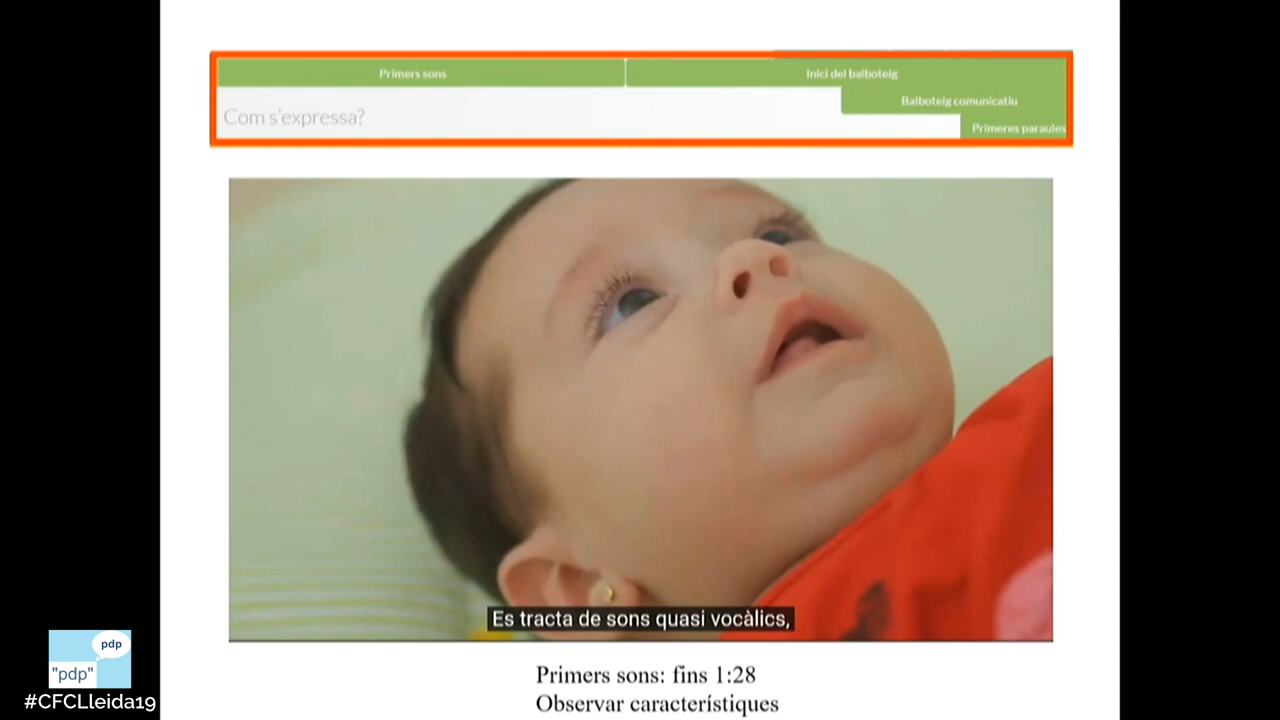 Primers sons
Inici del balboteig
Com s'expressa?
Balboteig comunicatiu
Primeres paraules
Es tracta de sons quasi vocàlics,
pdp
"pdp"
#CFCLleida19
Primers sons: fins 1:28
Observar característiques